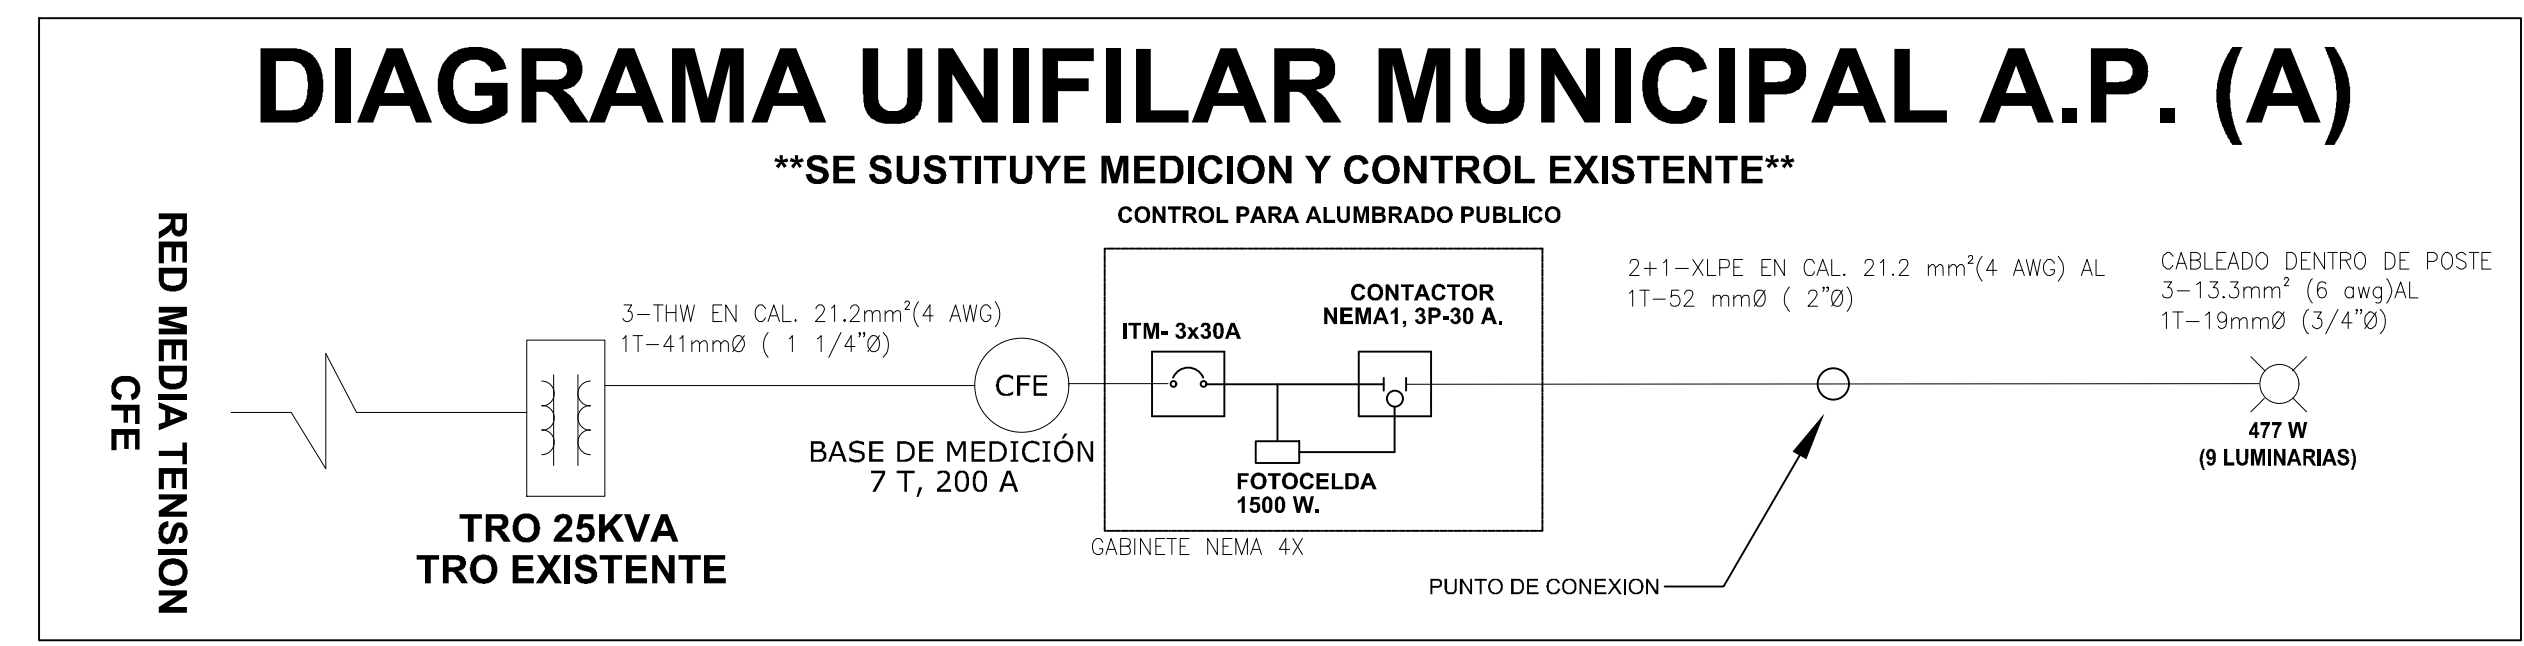 DIAGRAMA UNIFILAR MUNICIPAL A.P. (A)
**SE SUSTITUYE MEDICION Y CONTROL EXISTENTE**
CONTROL PARA ALUMBRADO PUBLICO
RED MEDIA TENSION
CFE
TRO 25KVA
TRO EXISTENTE
3-THW EN CAL. 21.2mm²(4 AWG)
1T-41mmØ ( 1 1/4"Ø)
CFE
BASE DE MEDICIÓN
7 T, 200 A
ITM- 3x30A
CONTACTOR
NEMA1, 3P-30 A.
FOTOCELDA
1500 W.
GABINETE NEMA 4X
2+1-XLPE EN CAL. 21.2 mm²(4 AWG) AL
1T-52 mmØ ( 2"Ø)
PUNTO DE CONEXION
CABLEADO DENTRO DE POSTE
3-13.3mm² (6 awg)AL
1T-19mmØ (3/4"Ø)
477 W
(9 LUMINARIAS)